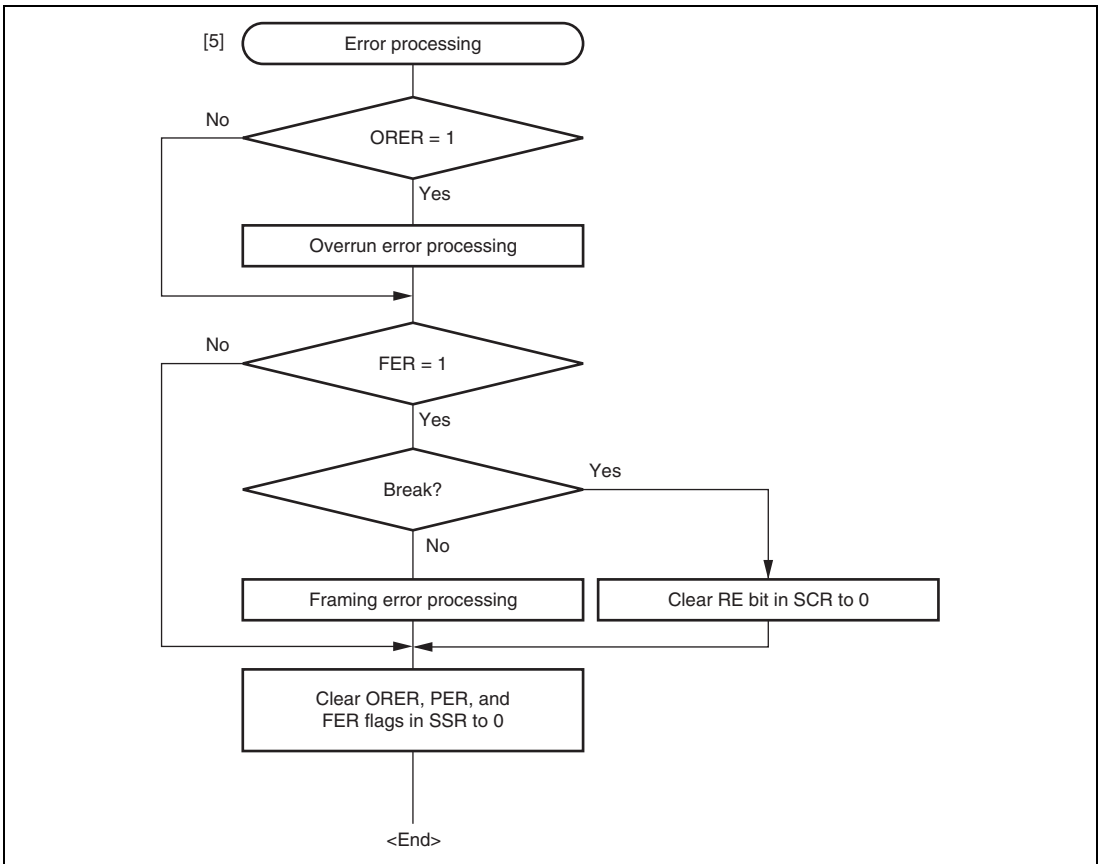 [5] Error processing
No
ORER = 1
Yes
Overrun error processing
No
FER = 1
Yes
Yes
Break?
No
Framing error processing
Clear RE bit in SCR to 0
Clear ORER, PER, and
FER flags in SSR to 0
<End>